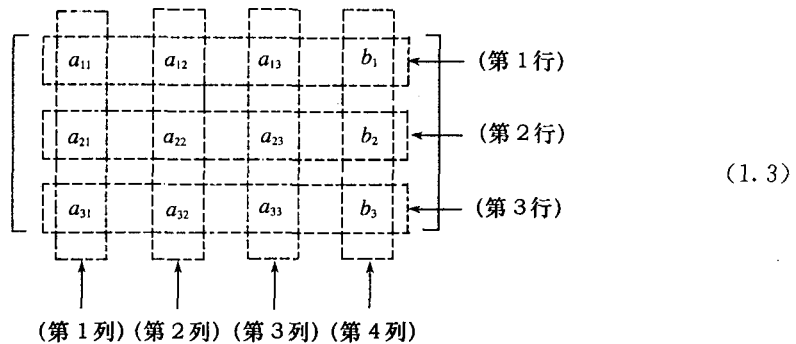 a₁₁ a₁₂ a₁₃ b₁ (第1行)
a₂₁ a₂₂ a₂₃ b₂ (第2行)
(1.3)
a₃₁ a₃₂ a₃₃ b₃ (第3行)
(第1列) (第2列) (第3列) (第4列)